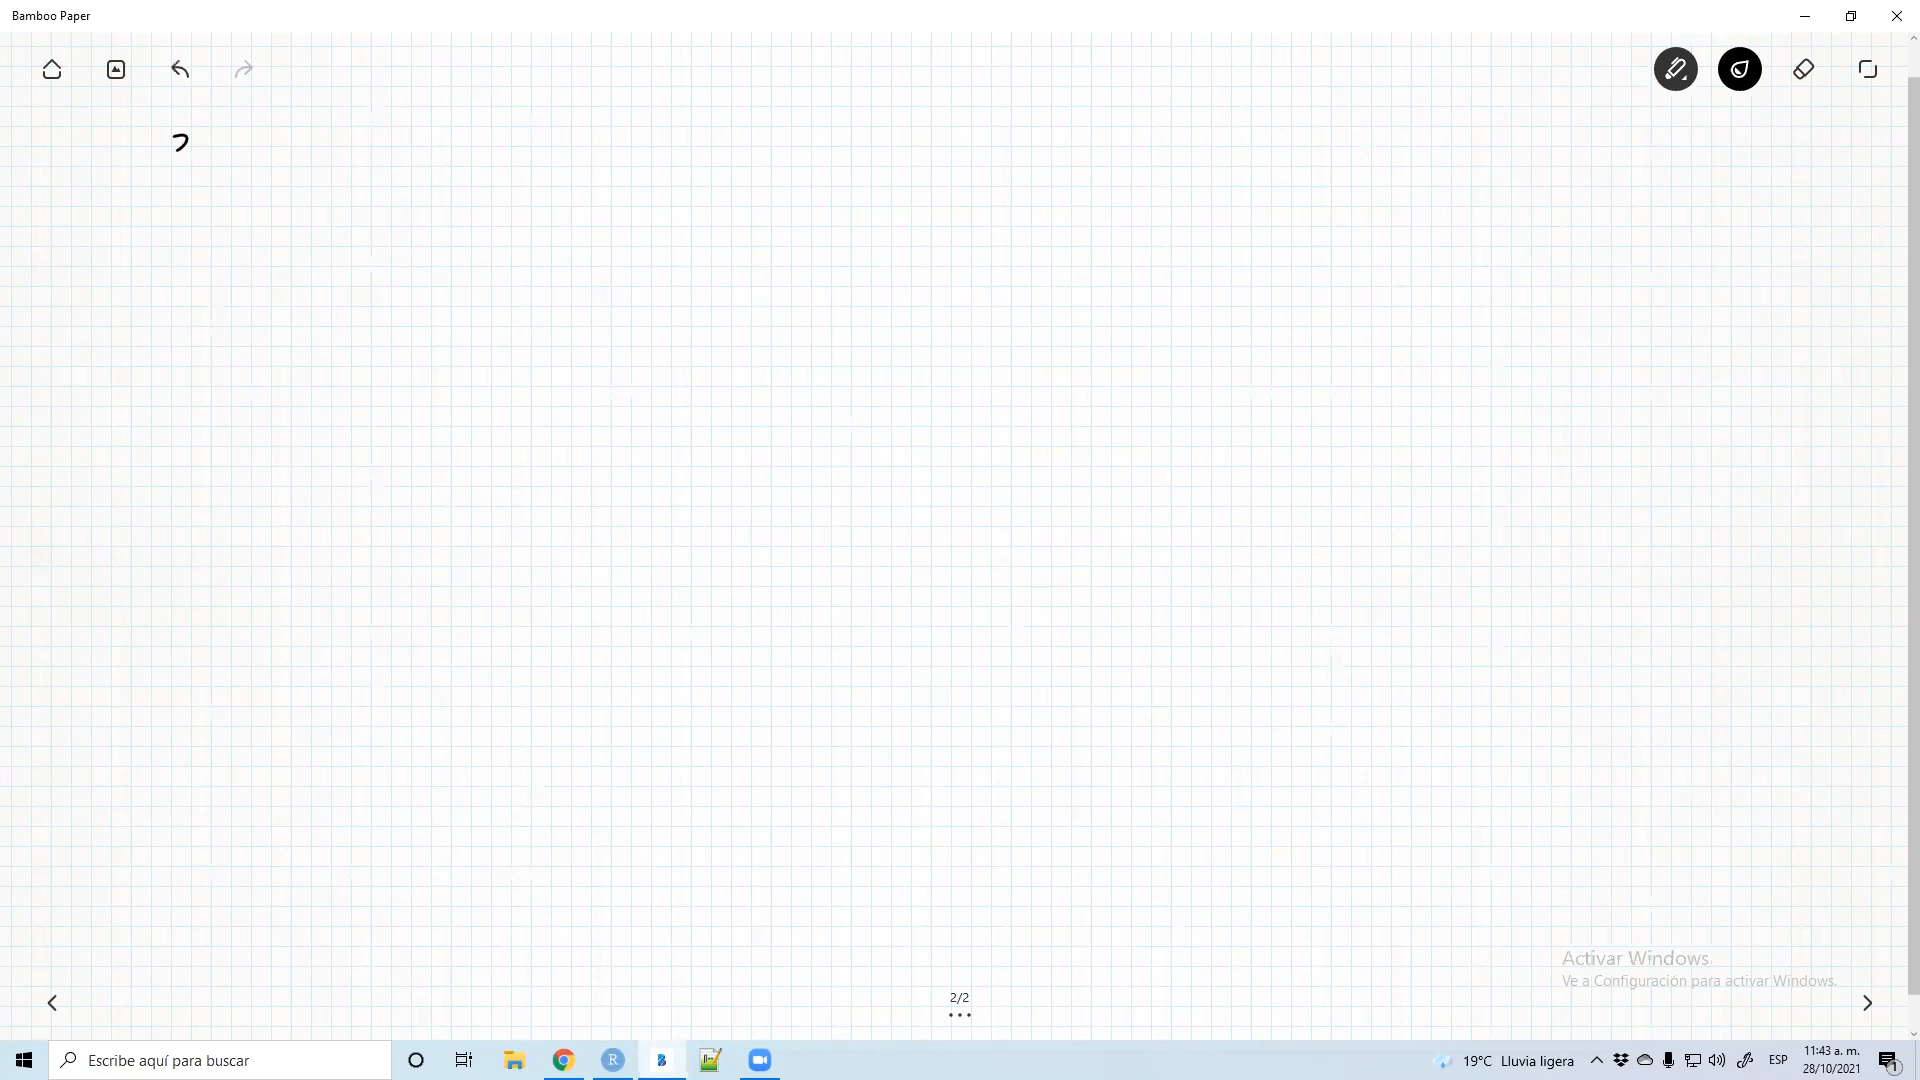 Bamboo Paper
2/2
Activar Windows
Ve a Configuración para activar Windows.
Escribe aquí para buscar
R
19°C Lluvia ligera
ESP
11:43 a. m.
28/10/2021
1